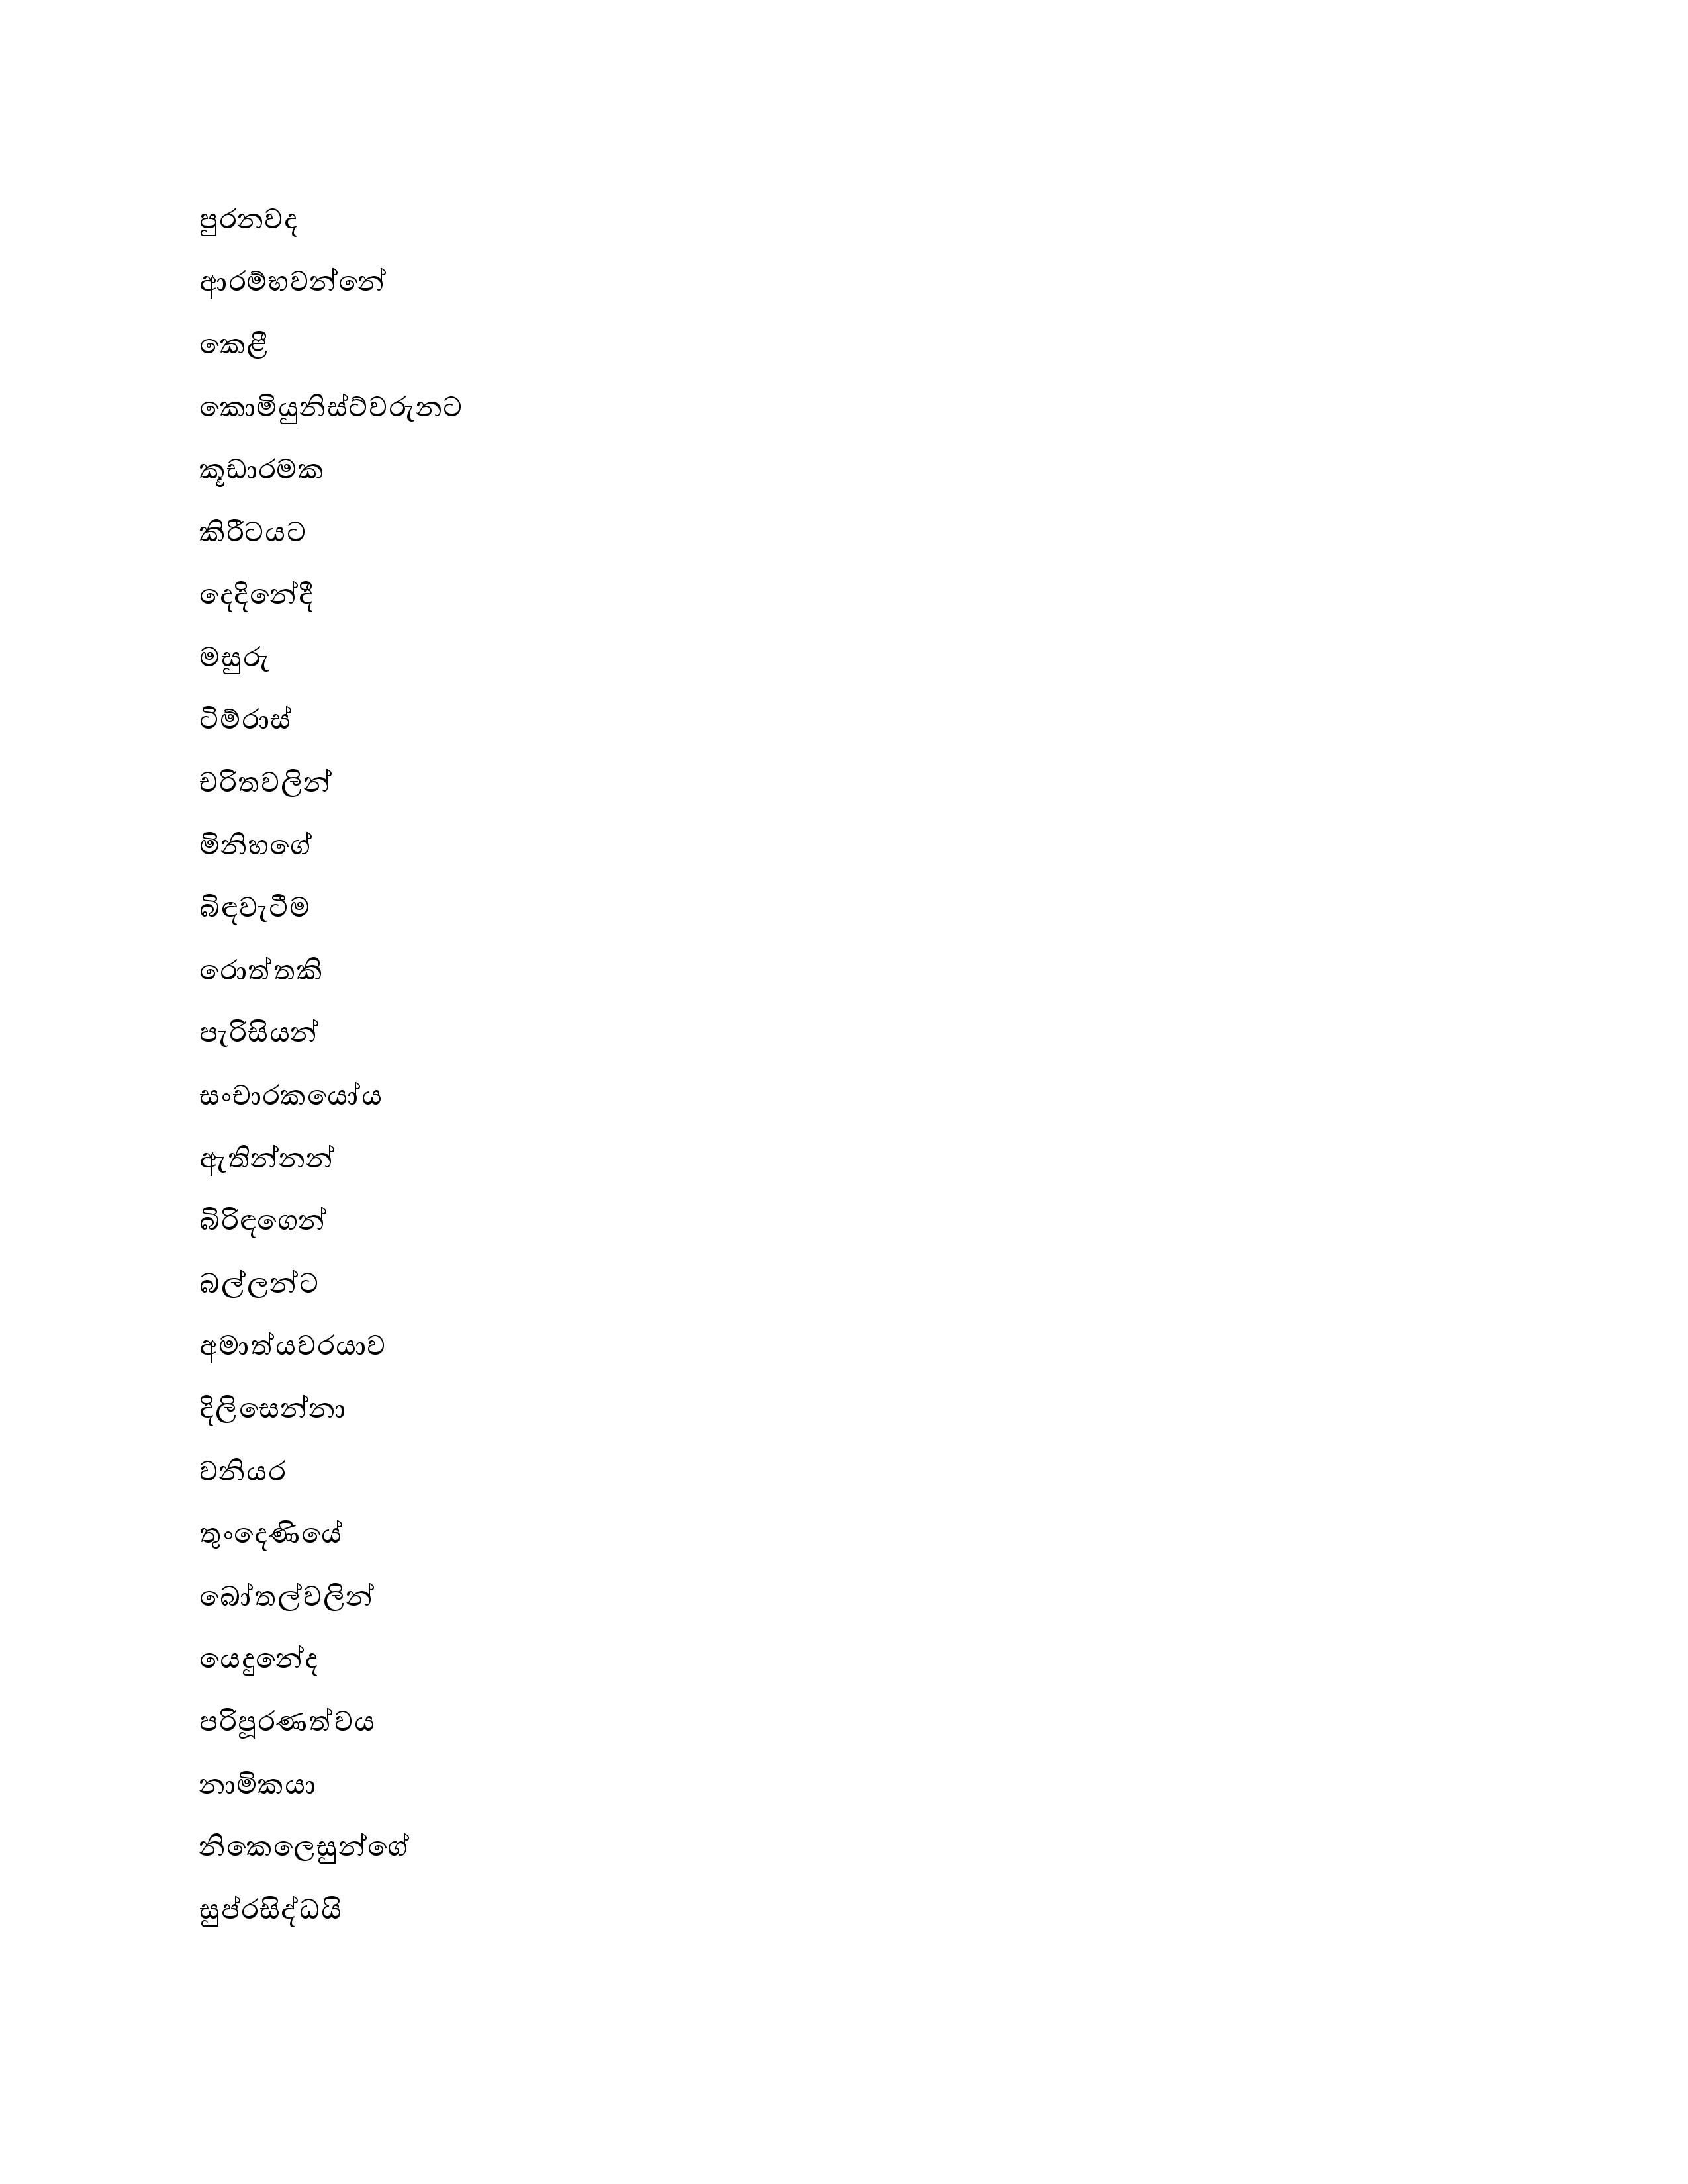 පුරනවද
ආරම්භවන්නේ
කෙළී
කොමියුනිස්ට්වරුනට
කූඩාරමක
කිරීටයට
දෙදිනේදී
මසුරු
ටිම්රාස්
චරිතවලින්
මිනිහගේ
බිඳවැටීම
රොත්තකි
පැරිසියන්
සංචාරකයෝය
ඇතින්නන්
බිරිඳගෙන්
බල්ලන්ට
අමාත්යවරයාව
දිලිසෙන්නා
වනියර
තුංදෙණියේ
බෝතල්වලින්
යෙදුනේද
පරිපූරණත්වය
නාමිකයා
නිකෙලෙසුන්ගේ
සුප්රසිද්ධයි